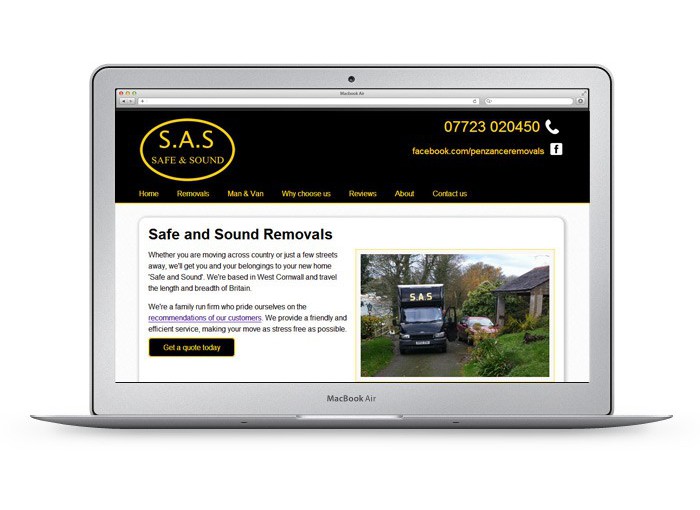 Macbook Air
S.A.S
SAFE & SOUND
07723 020450
facebook.com/penzanceremovals
f
Home Removals Man & Van Why choose us Reviews About Contact us
Safe and Sound Removals
Whether you are moving across country or just a few streets
away, we'll get you and your belongings to your new home
'Safe and Sound'. We're based in West Cornwall and travel
the length and breadth of Britain.
We're a family run firm who pride ourselves on the
recommendations of our customers. We provide a friendly and
efficient service, making your move as stress free as possible.
Get a quote today
S.A.S
MacBook Air